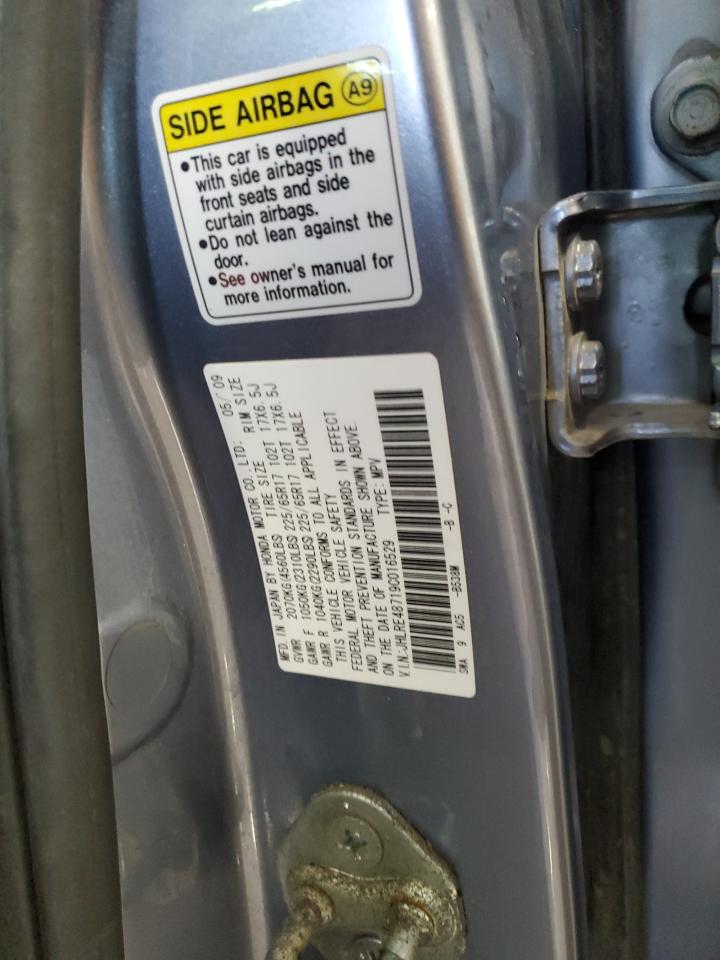 SIDE AIRBAG A9
•This car is equipped
with side airbags in the
front seats and side
curtain airbags.
•Do not lean against the
door.
•See owner's manual for
more information.
MFD. IN JAPAN BY HONDA MOTOR CO., LTD. 05/ 09
2070KG(4560LBS) TIRE SIZE RIM SIZE
GVWR
GAWR F 1050KG(2310LBS) 225/65R17 102T 17X6.5J
GAWR R 1040KG(2290LBS) 225/65R17 102T 17X6.5J
THIS VEHICLE CONFORMS TO ALL APPLICABLE
FEDERAL MOTOR VEHICLE SAFETY
AND THEFT PREVENTION STANDARDS IN EFFECT
ON THE DATE OF MANUFACTURE SHOWN ABOVE.
V.I.N:JHLRE48719C016529 TYPE: MPV
SWA 9 A05 -B538M -B -C